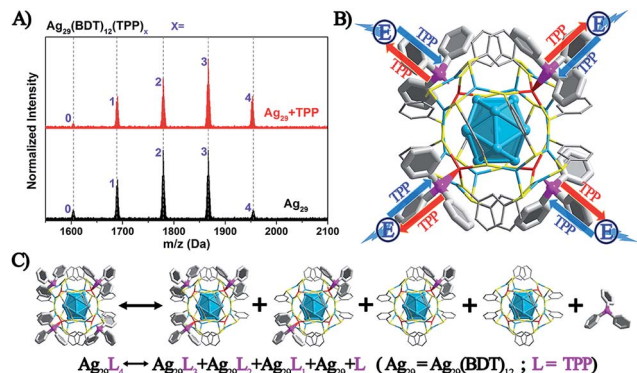 A)
Ag29(BDT)12(TPP)x X=
Normalized Intensity
0 1 2 3 4
Ag29+TPP
0 1 2 3 4
Ag29
1600 1700 1800 1900 2000 2100
m/z (Da)
B)
E TPP TPP
TPP TPP E
E TPP TPP
TPP TPP E
C)
Ag29L4⟷Ag29L3+Ag29L2+Ag29L1+Ag29+L ( Ag29=Ag29(BDT)12 ; L= TPP)